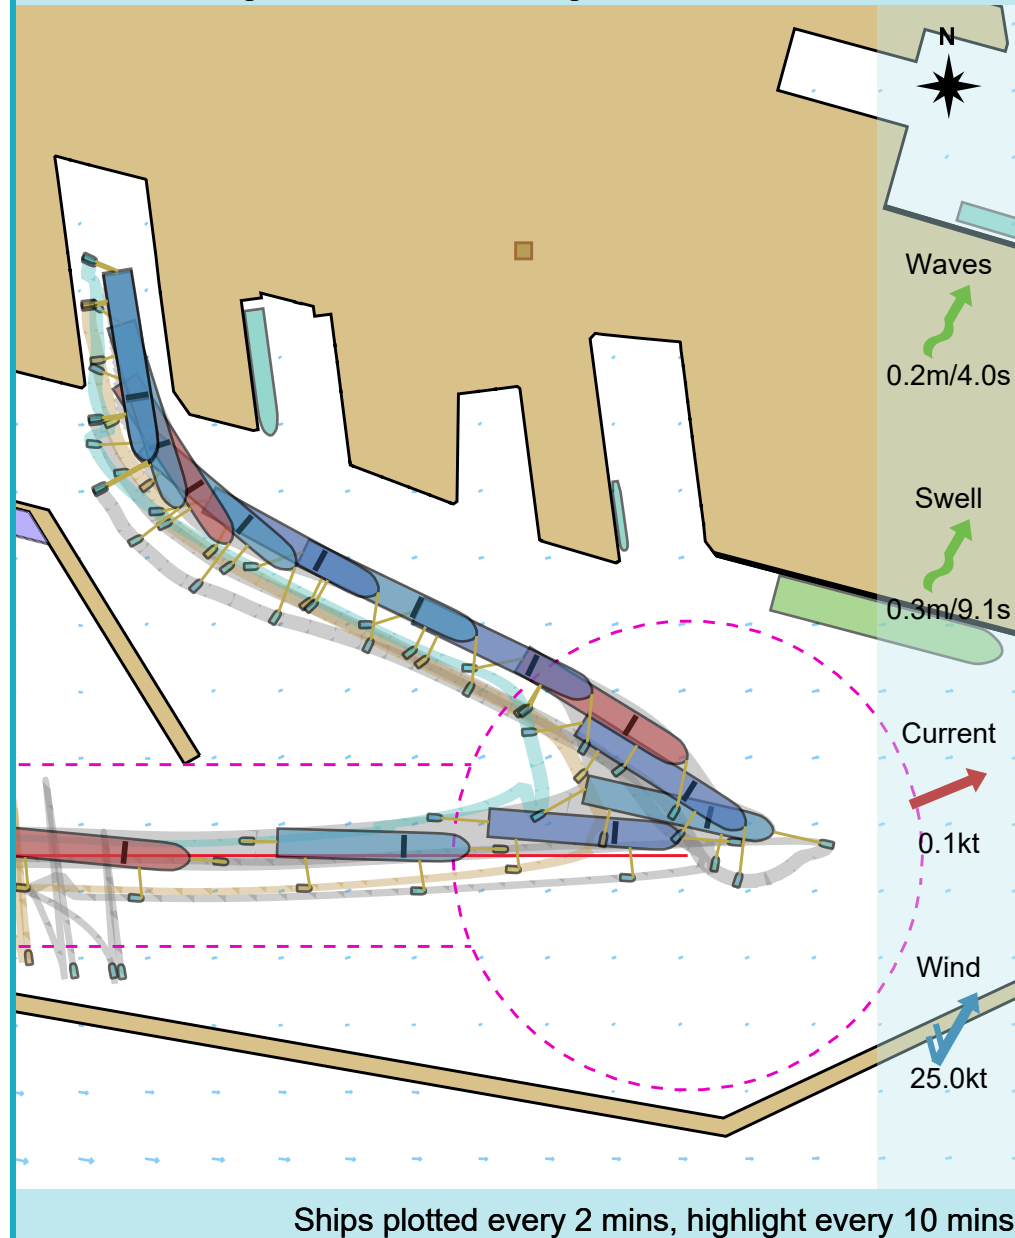 N
Waves
0.2m/4.0s
Swell
0.3m/9.1s
Current
0.1kt
Wind
25.0kt
Ships plotted every 2 mins, highlight every 10 mins